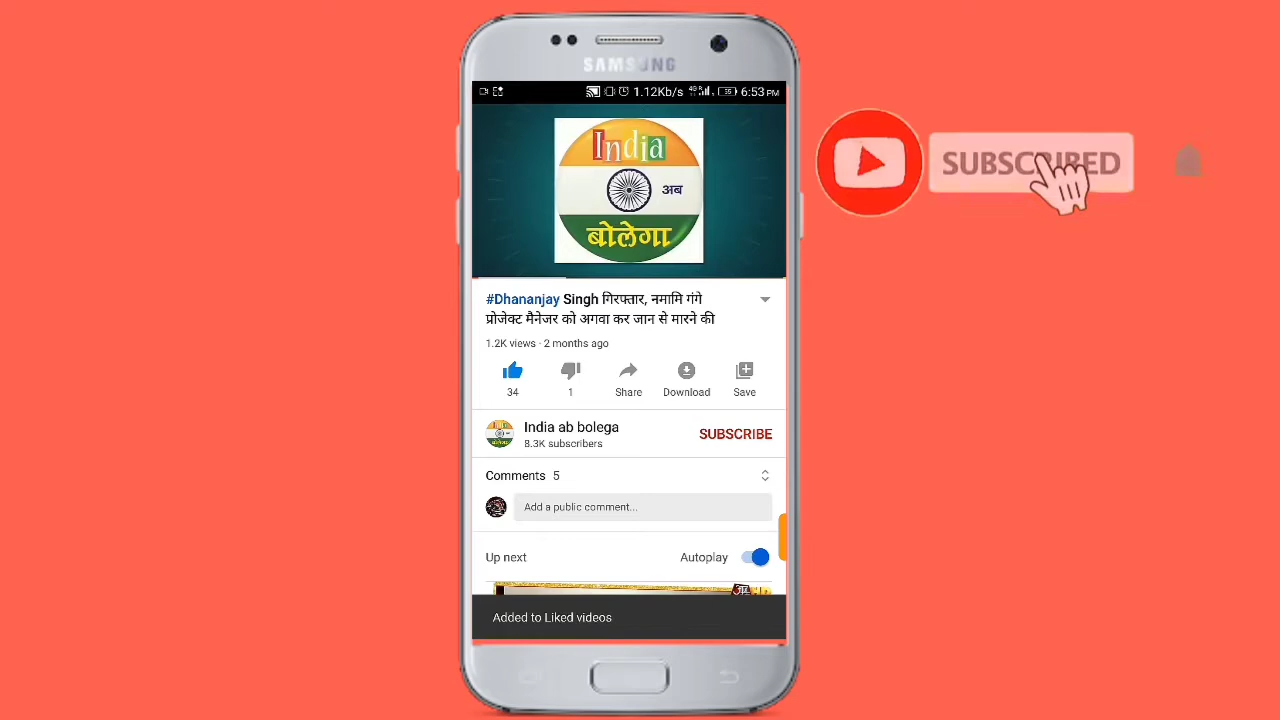 SAMSUNG
1.12Kb/s 6:53 PM
India
अब
बोलेगा
SUBSCRIBED
#Dhananjay Singh गिरफ्तार, नमामि गंगे
प्रोजेक्ट मैनेजर को अगवा कर जान से मारने की
1.2K views · 2 months ago
34 1 Share Download Save
India ab bolega SUBSCRIBE
8.3K subscribers
Comments 5
Add a public comment...
Up next Autoplay
Added to Liked videos